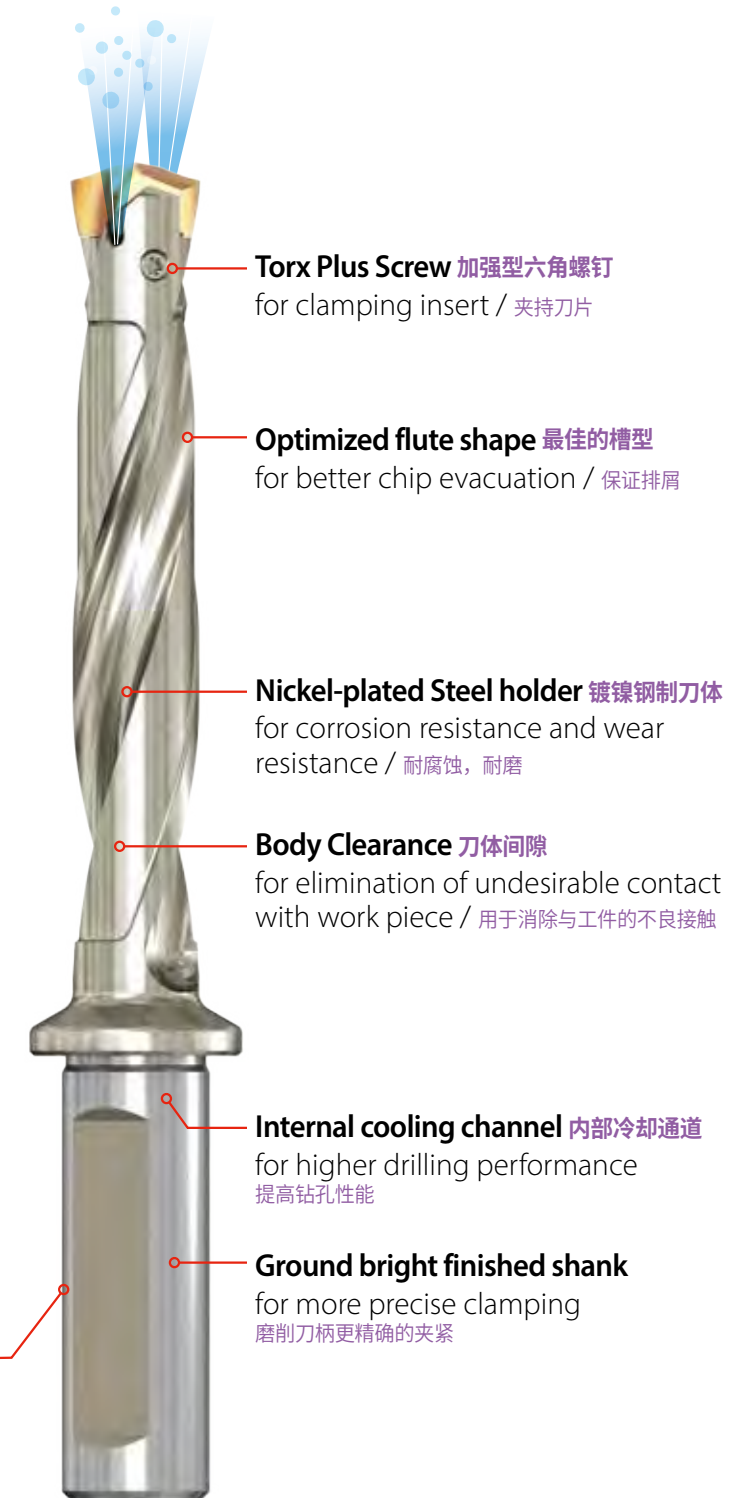 Torx Plus Screw 加强型六角螺钉
for clamping insert / 夹持刀片
Optimized flute shape 最佳的槽型
for better chip evacuation / 保证排屑
Nickel-plated Steel holder 镀镍钢制刀体
for corrosion resistance and wear
resistance / 耐腐蚀，耐磨
Body Clearance 刀体间隙
for elimination of undesirable contact
with work piece / 用于消除与工件的不良接触
Internal cooling channel 内部冷却通道
for higher drilling performance
提高钻孔性能
Ground bright finished shank
for more precise clamping
磨削刀柄更精确的夹紧